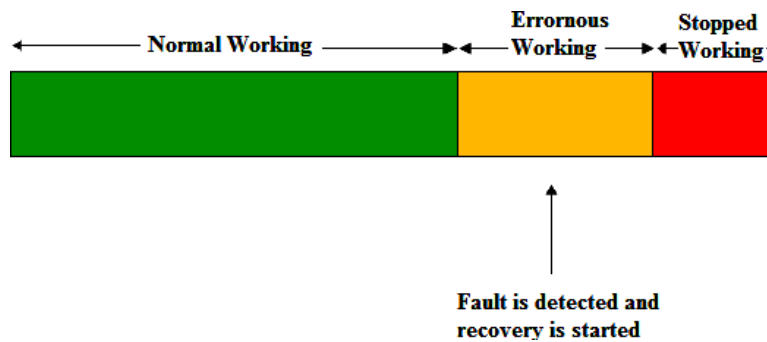 Normal Working
Errornous
Working
Stopped
Working
Fault is detected and
recovery is started